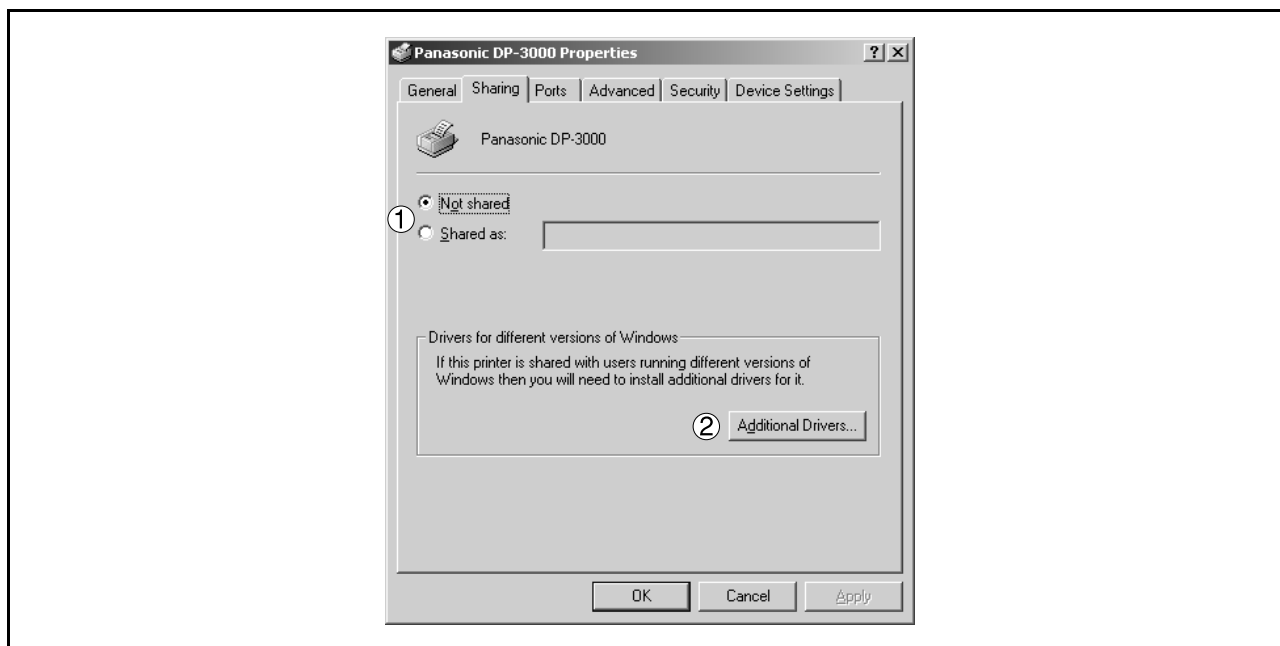 Panasonic DP-3000 Properties
General Sharing Ports Advanced Security Device Settings
Panasonic DP-3000
① Not shared
Shared as:
Drivers for different versions of Windows
If this printer is shared with users running different versions of
Windows then you will need to install additional drivers for it.
② Additional Drivers...
OK Cancel Apply